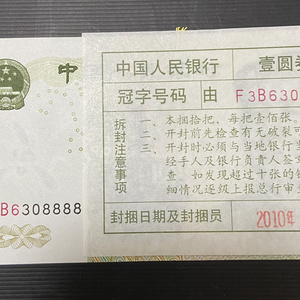 中
B6308888
中国人民银行 壹圆
冠字号码 由 F3B630
拆封注意事项
一、本捆拾把、每把壹佰张。
二、开封前先检查有无破裂
三、开封时必须与当地银行当
经手人及负责人签
查,如发现超过十张的
细情况逐级上报总行审
封捆日期及封捆员 2010年